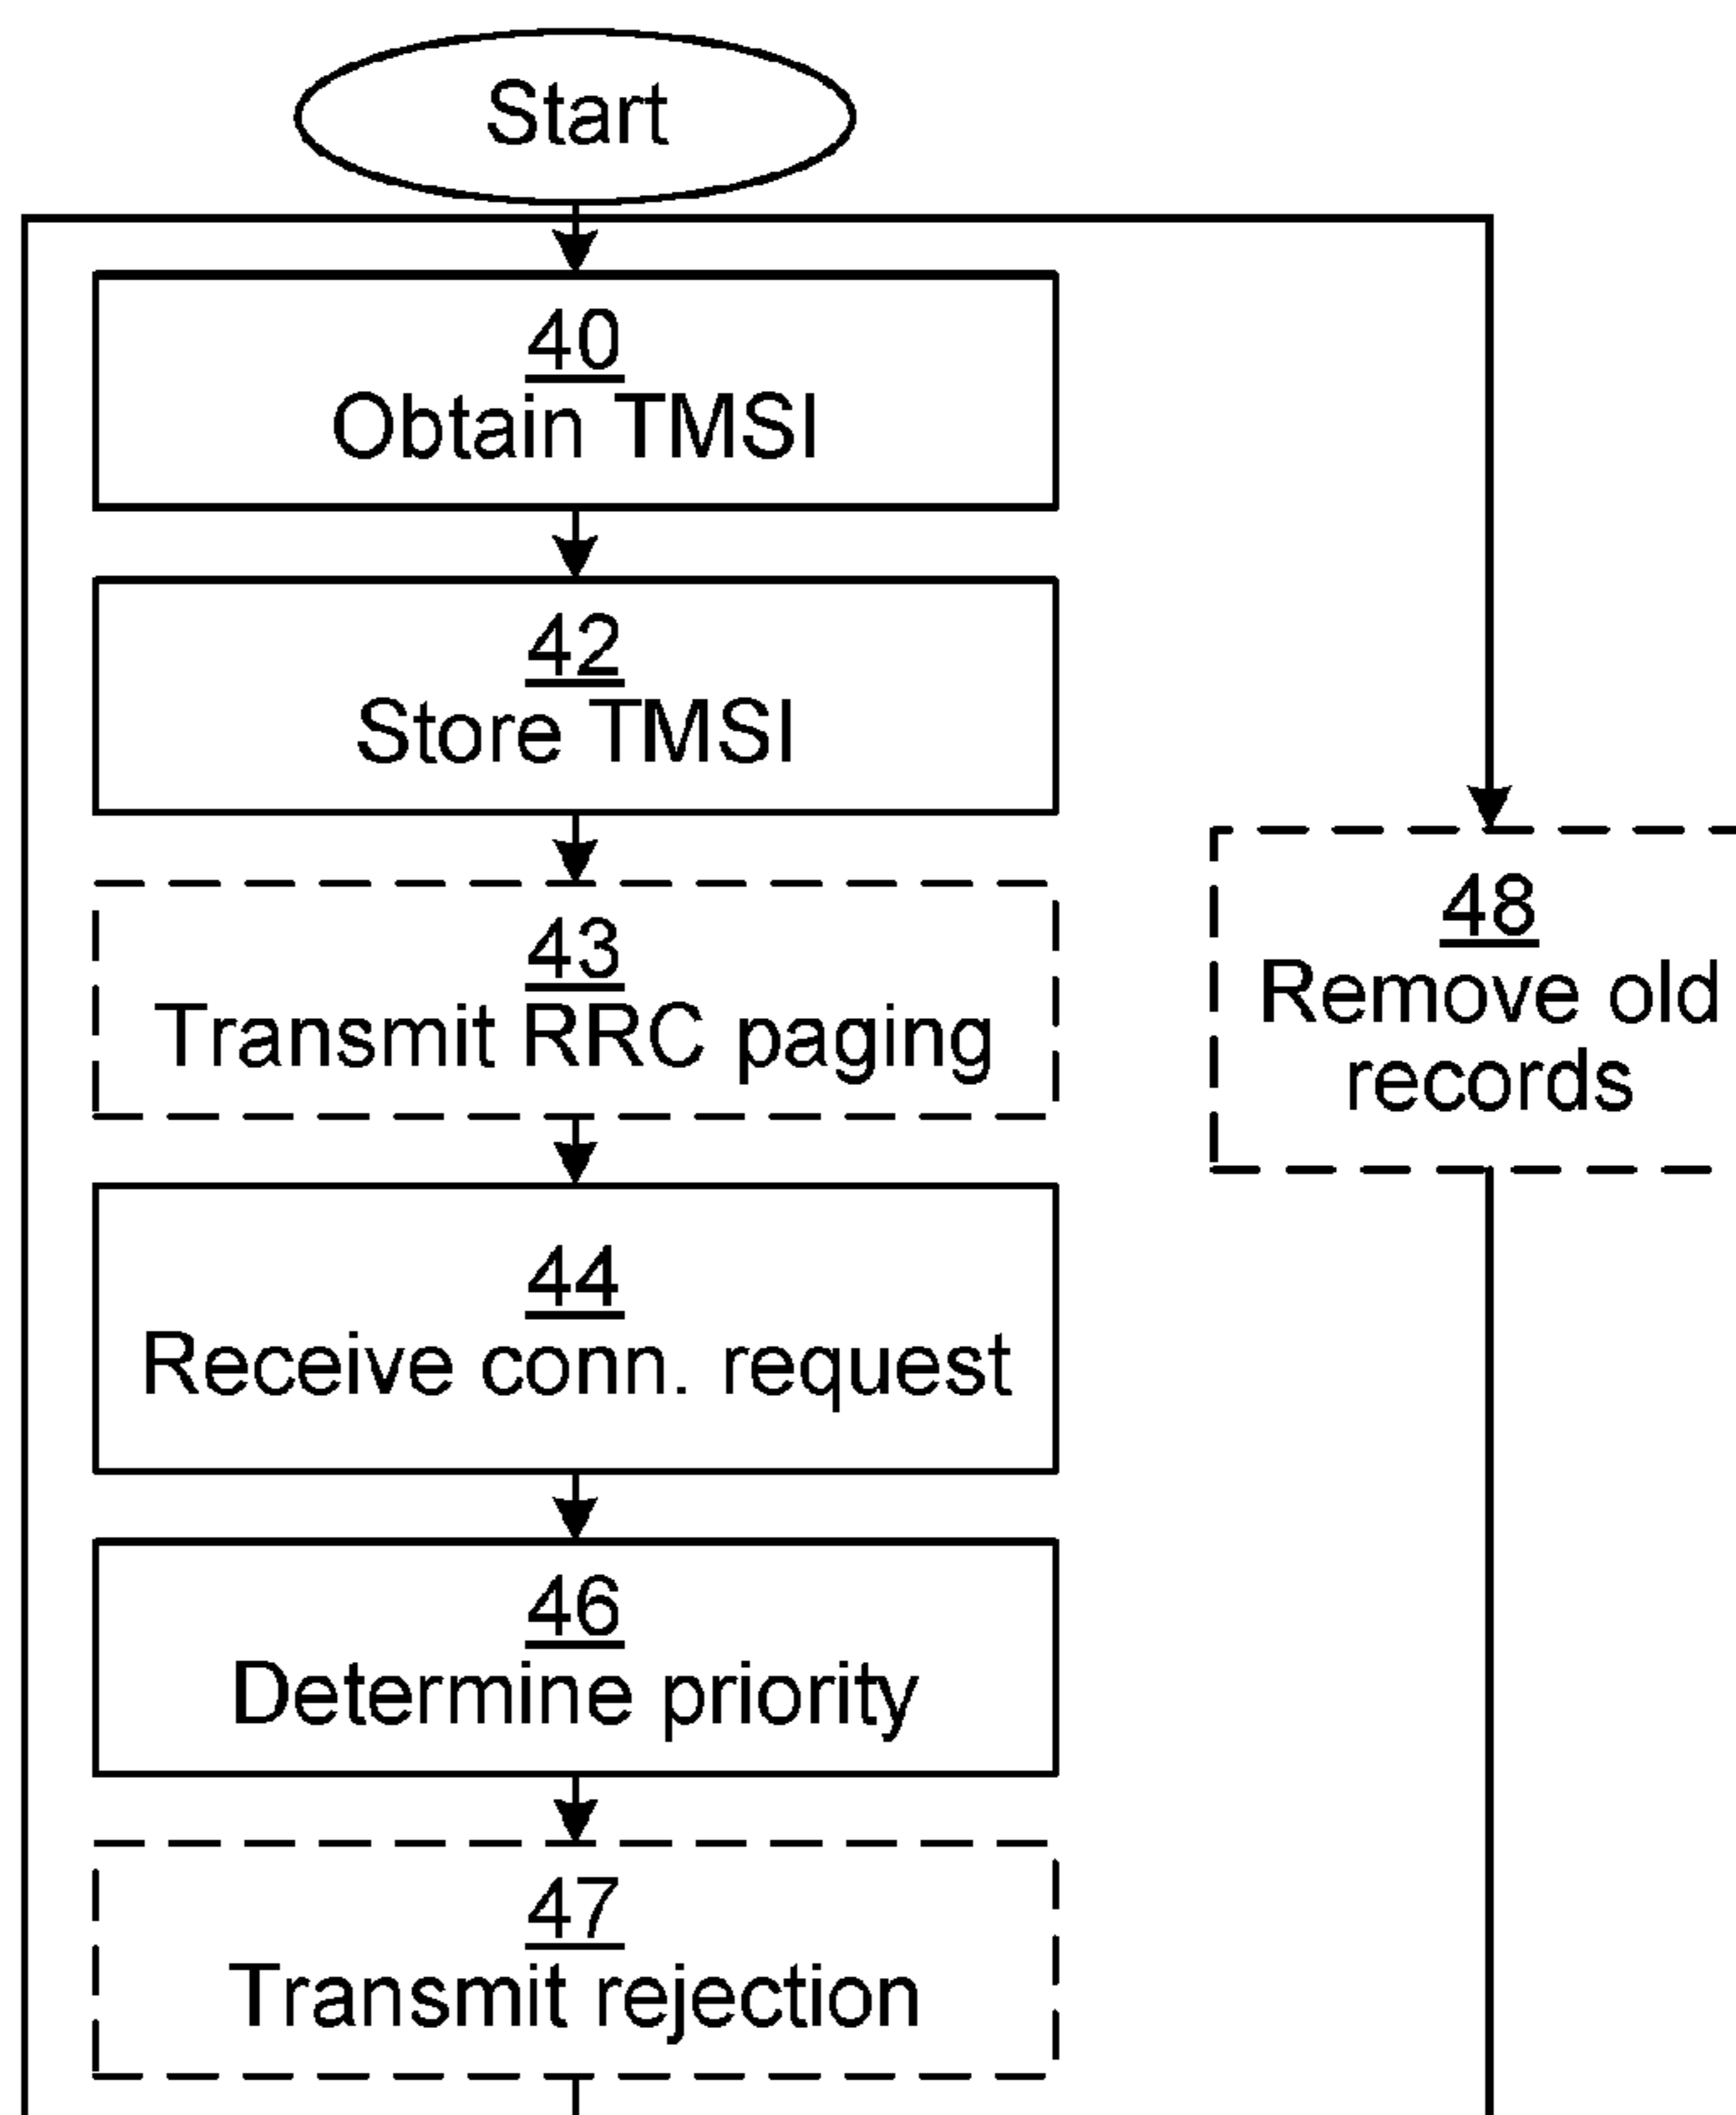 Start
40
Obtain TMSI
42
Store TMSI
43
Transmit RRC paging
44
Receive conn. request
46
Determine priority
47
Transmit rejection
48
Remove old
records